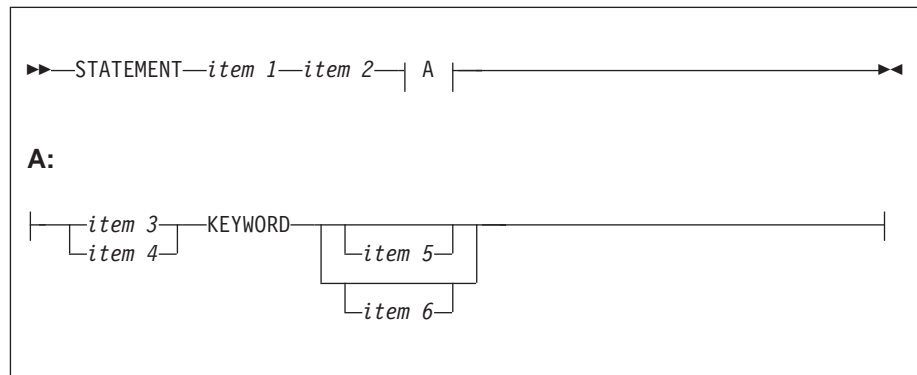 STATEMENT item 1 item 2 A
A:
item 3 KEYWORD
item 4 item 5
item 6